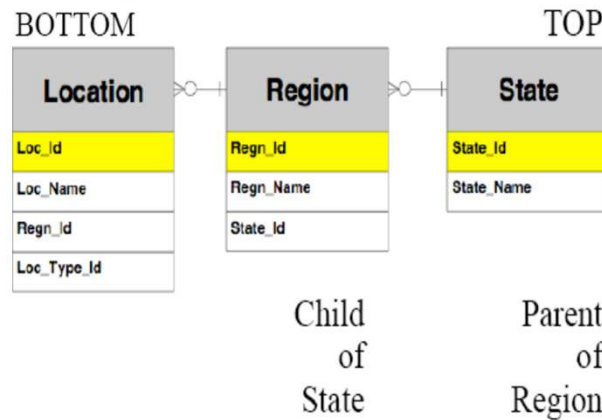 BOTTOM
TOP
Location
Region
State
Loc_Id
Regn_Id
State_Id
Loc_Name
Regn_Name
State_Name
Regn_Id
State_Id
Loc_Type_Id
Child
of
State
Parent
of
Region